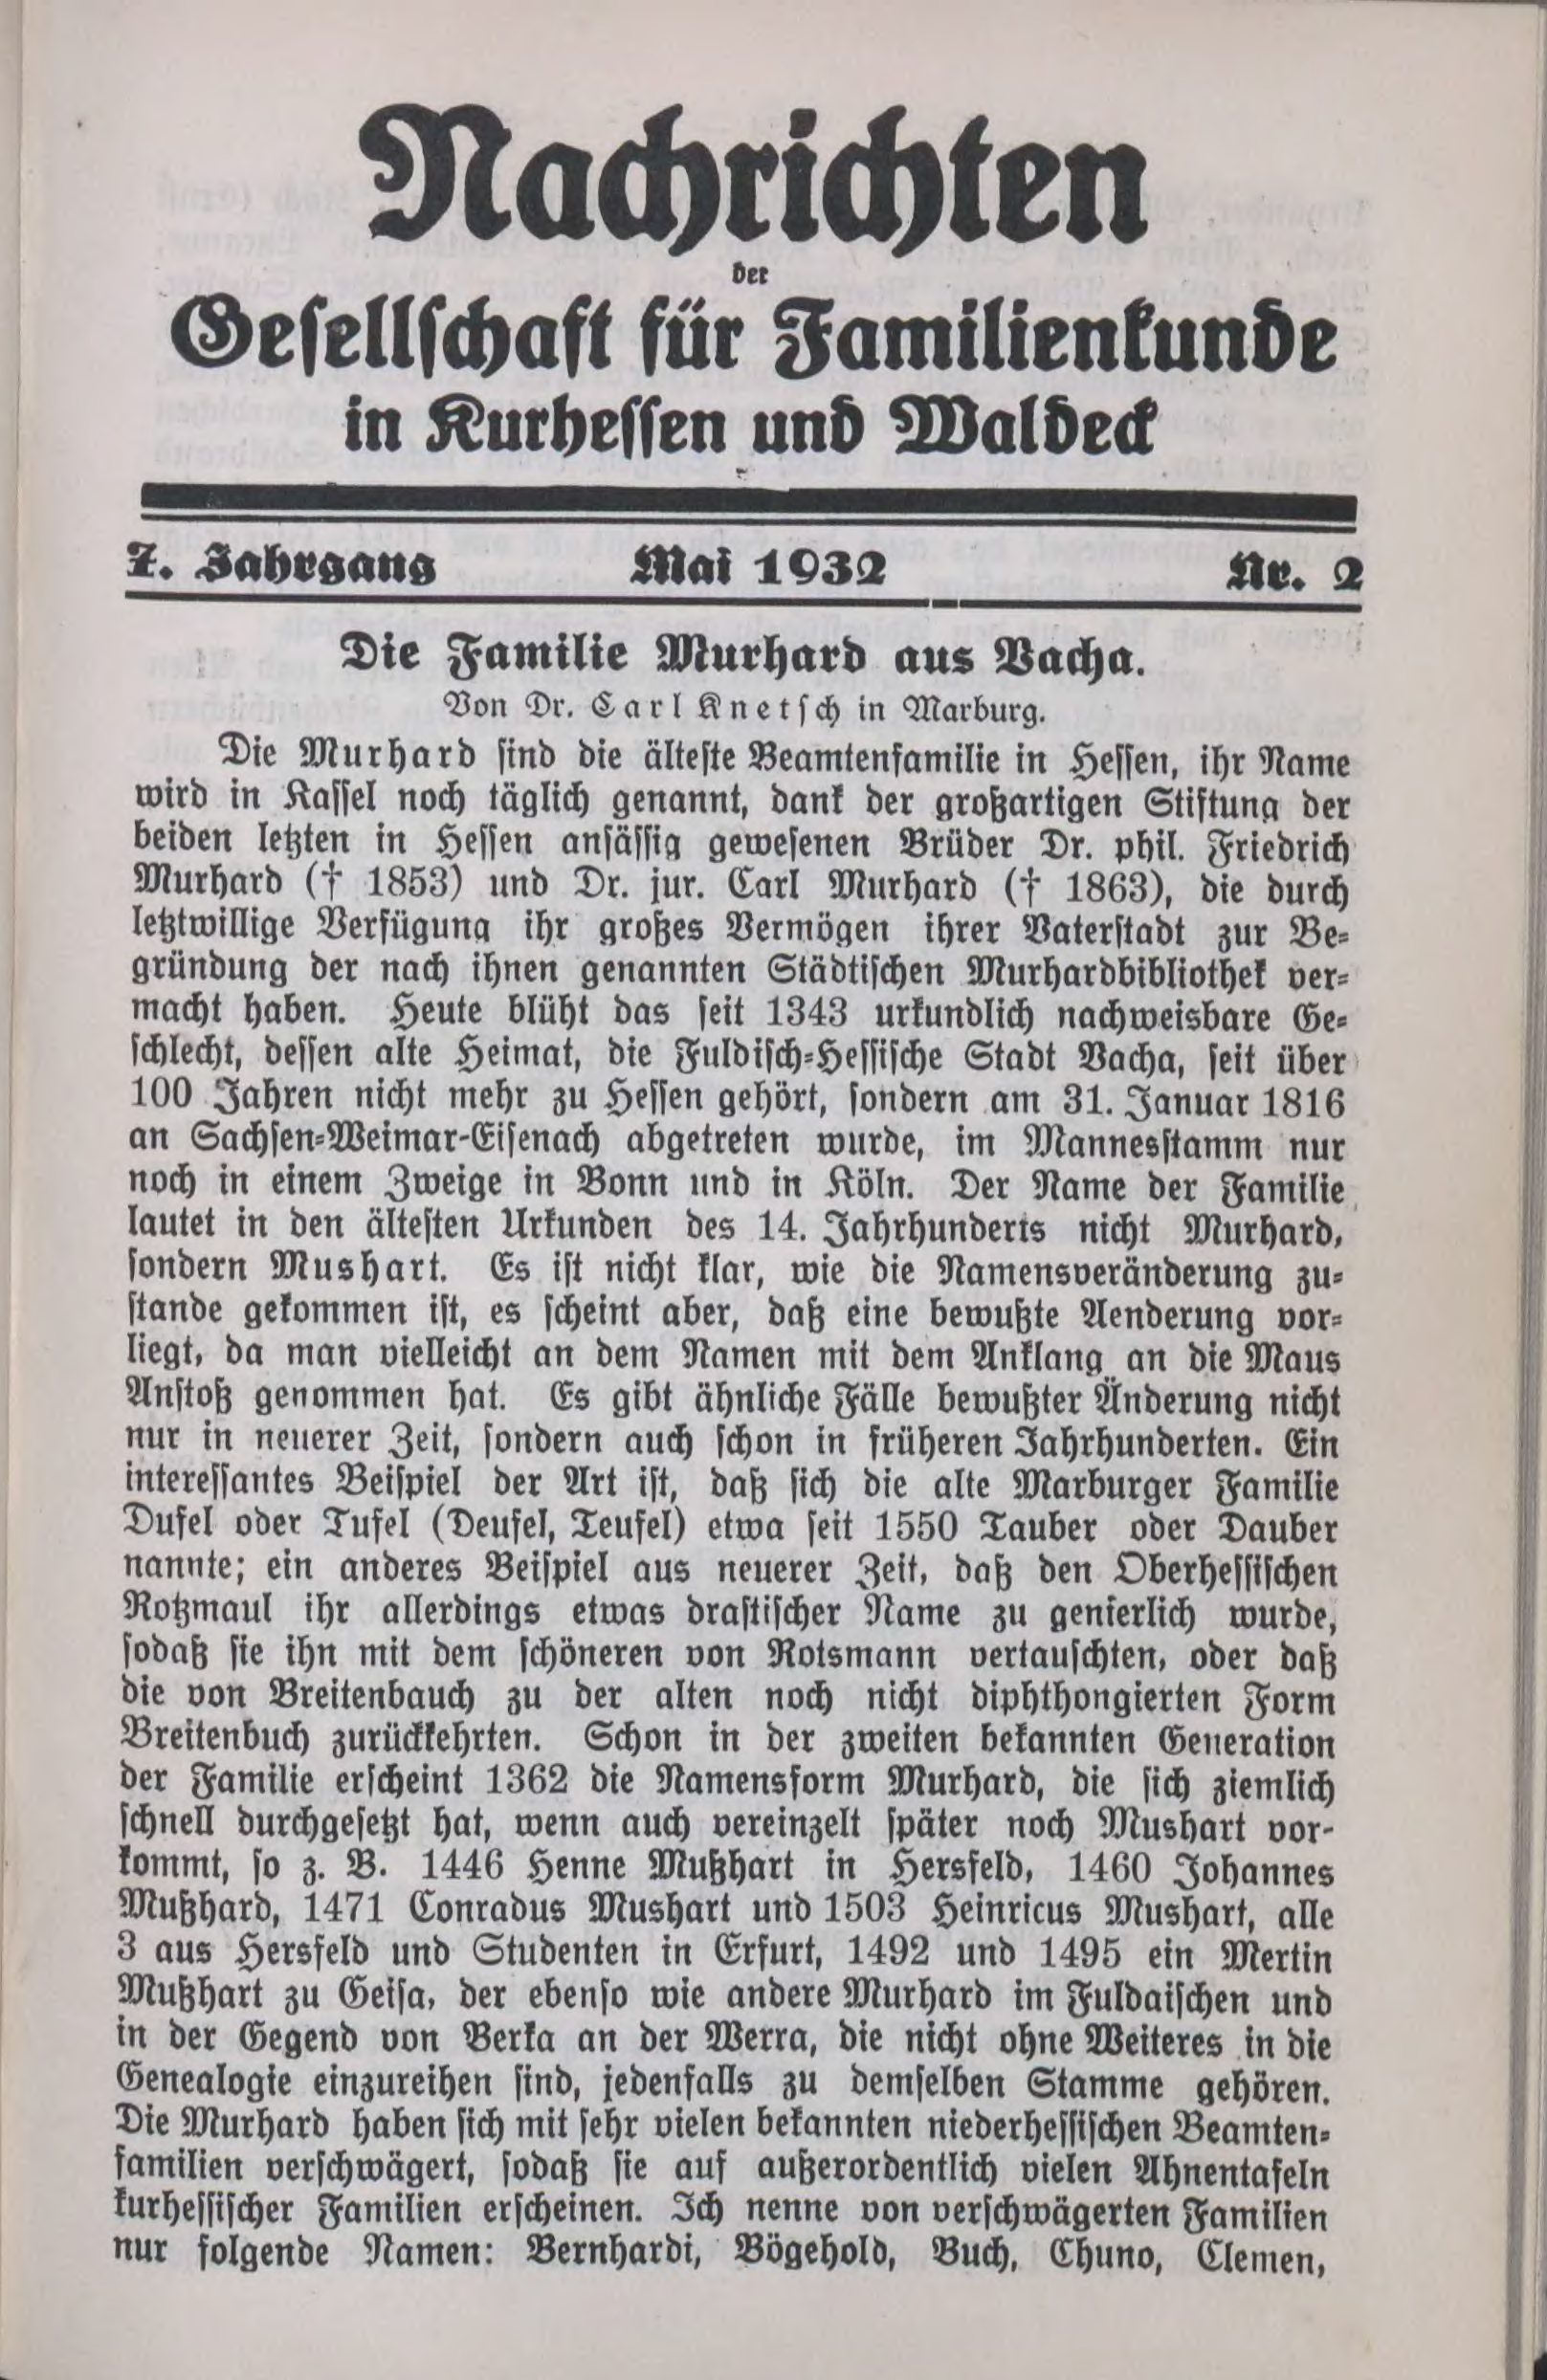 Nachrichten
der
Gesellschaft für Familienkunde
in Kurhessen und Waldeck
7. Jahrgang Mai 1932 Nr. 2
Die Familie Murhard aus Vacha.
Von Dr. Carl Knetsch in Marburg.
Die Murhard sind die älteste Beamtenfamilie in Hessen, ihr Name
wird in Kassel noch täglich genannt, dank der großartigen Stiftung der
beiden letzten in Hessen ansässig gewesenen Brüder Dr. phil. Friedrich
Murhard († 1853) und Dr. jur. Carl Murhard († 1863), die durch
letztwillige Verfügung ihr großes Vermögen ihrer Vaterstadt zur Be-
gründung der nach ihnen genannten Städtischen Murhardbibliothek ver-
macht haben. Heute blüht das seit 1343 urkundlich nachweisbare Ge-
schlecht, dessen alte Heimat, die Fuldisch-Hessische Stadt Vacha, seit über
100 Jahren nicht mehr zu Hessen gehört, sondern am 31. Januar 1816
an Sachsen-Weimar-Eisenach abgetreten wurde, im Mannesstamm nur
noch in einem Zweige in Bonn und in Köln. Der Name der Familie
lautet in den ältesten Urkunden des 14. Jahrhunderts nicht Murhard,
sondern Mushart. Es ist nicht klar, wie die Namensveränderung zu-
stande gekommen ist, es scheint aber, daß eine bewußte Aenderung vor-
liegt, da man vielleicht an dem Namen mit dem Anklang an die Maus
Anstoß genommen hat. Es gibt ähnliche Fälle bewußter Änderung nicht
nur in neuerer Zeit, sondern auch schon in früheren Jahrhunderten. Ein
interessantes Beispiel der Art ist, daß sich die alte Marburger Familie
Dufel oder Tufel (Deufel, Teufel) etwa seit 1550 Tauber oder Dauber
nannte; ein anderes Beispiel aus neuerer Zeit, daß den Oberhessischen
Rotzmaul ihr allerdings etwas drastischer Name zu genierlich wurde,
sodaß sie ihn mit dem schöneren von Rotsmann vertauschten, oder daß
die von Breitenbauch zu der alten noch nicht diphthongierten Form
Breitenbuch zurückkehrten. Schon in der zweiten bekannten Generation
der Familie erscheint 1362 die Namensform Murhard, die sich ziemlich
schnell durchgesetzt hat, wenn auch vereinzelt später noch Mushart vor-
kommt, so z. B. 1446 Henne Mußhart in Hersfeld, 1460 Johannes
Mußhard, 1471 Conradus Mushart und 1503 Heinricus Mushart, alle
3 aus Hersfeld und Studenten in Erfurt, 1492 und 1495 ein Mertin
Mußhart zu Geisa, der ebenso wie andere Murhard im Fuldaischen und
in der Gegend von Berka an der Werra, die nicht ohne Weiteres in die
Genealogie einzureihen sind, jedenfalls zu demselben Stamme gehören.
Die Murhard haben sich mit sehr vielen bekannten niederhessischen Beamten-
familien verschwägert, sodaß sie auf außerordentlich vielen Ahnentafeln
kurhessischer Familien erscheinen. Ich nenne von verschwägerten Familien
nur folgende Namen: Bernhardi, Bögehold, Buch, Chuno, Clemen,